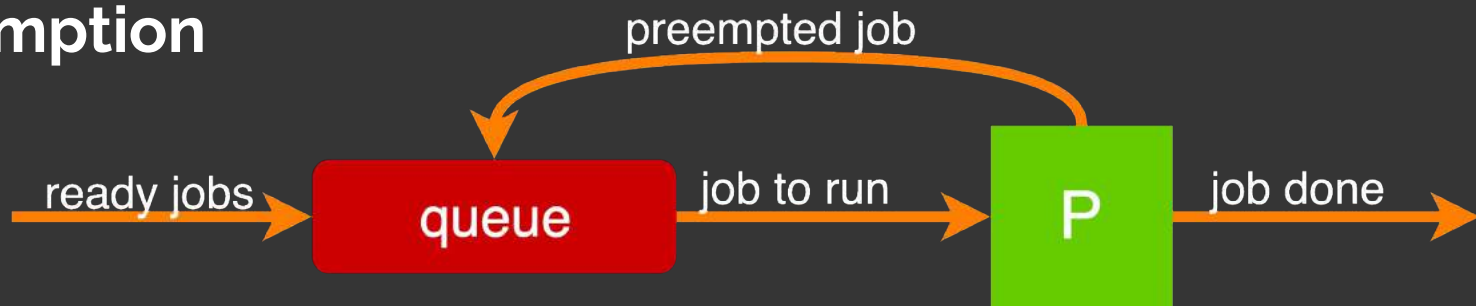 mption
preempted job
ready jobs
queue
job to run
P
job done